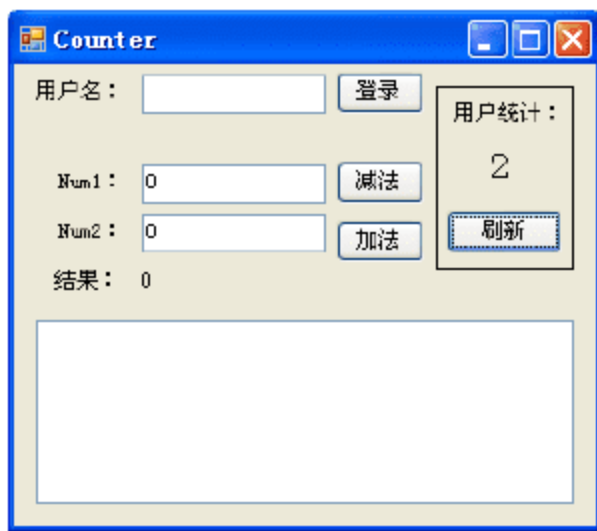 Counter
用户名： 登录
用户统计：
2
Num1： 0 减法
Num2： 0 加法
刷新
结果： 0